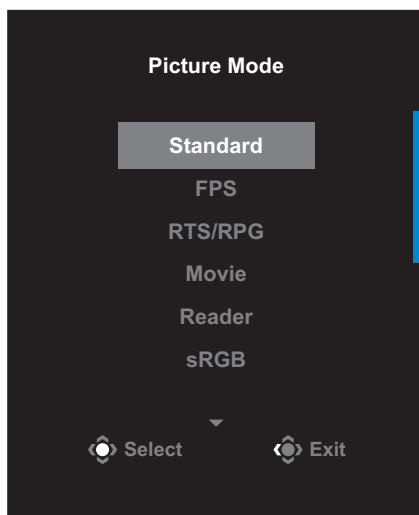 Picture Mode
Standard
FPS
RTS/RPG
Movie
Reader
sRGB
Select Exit